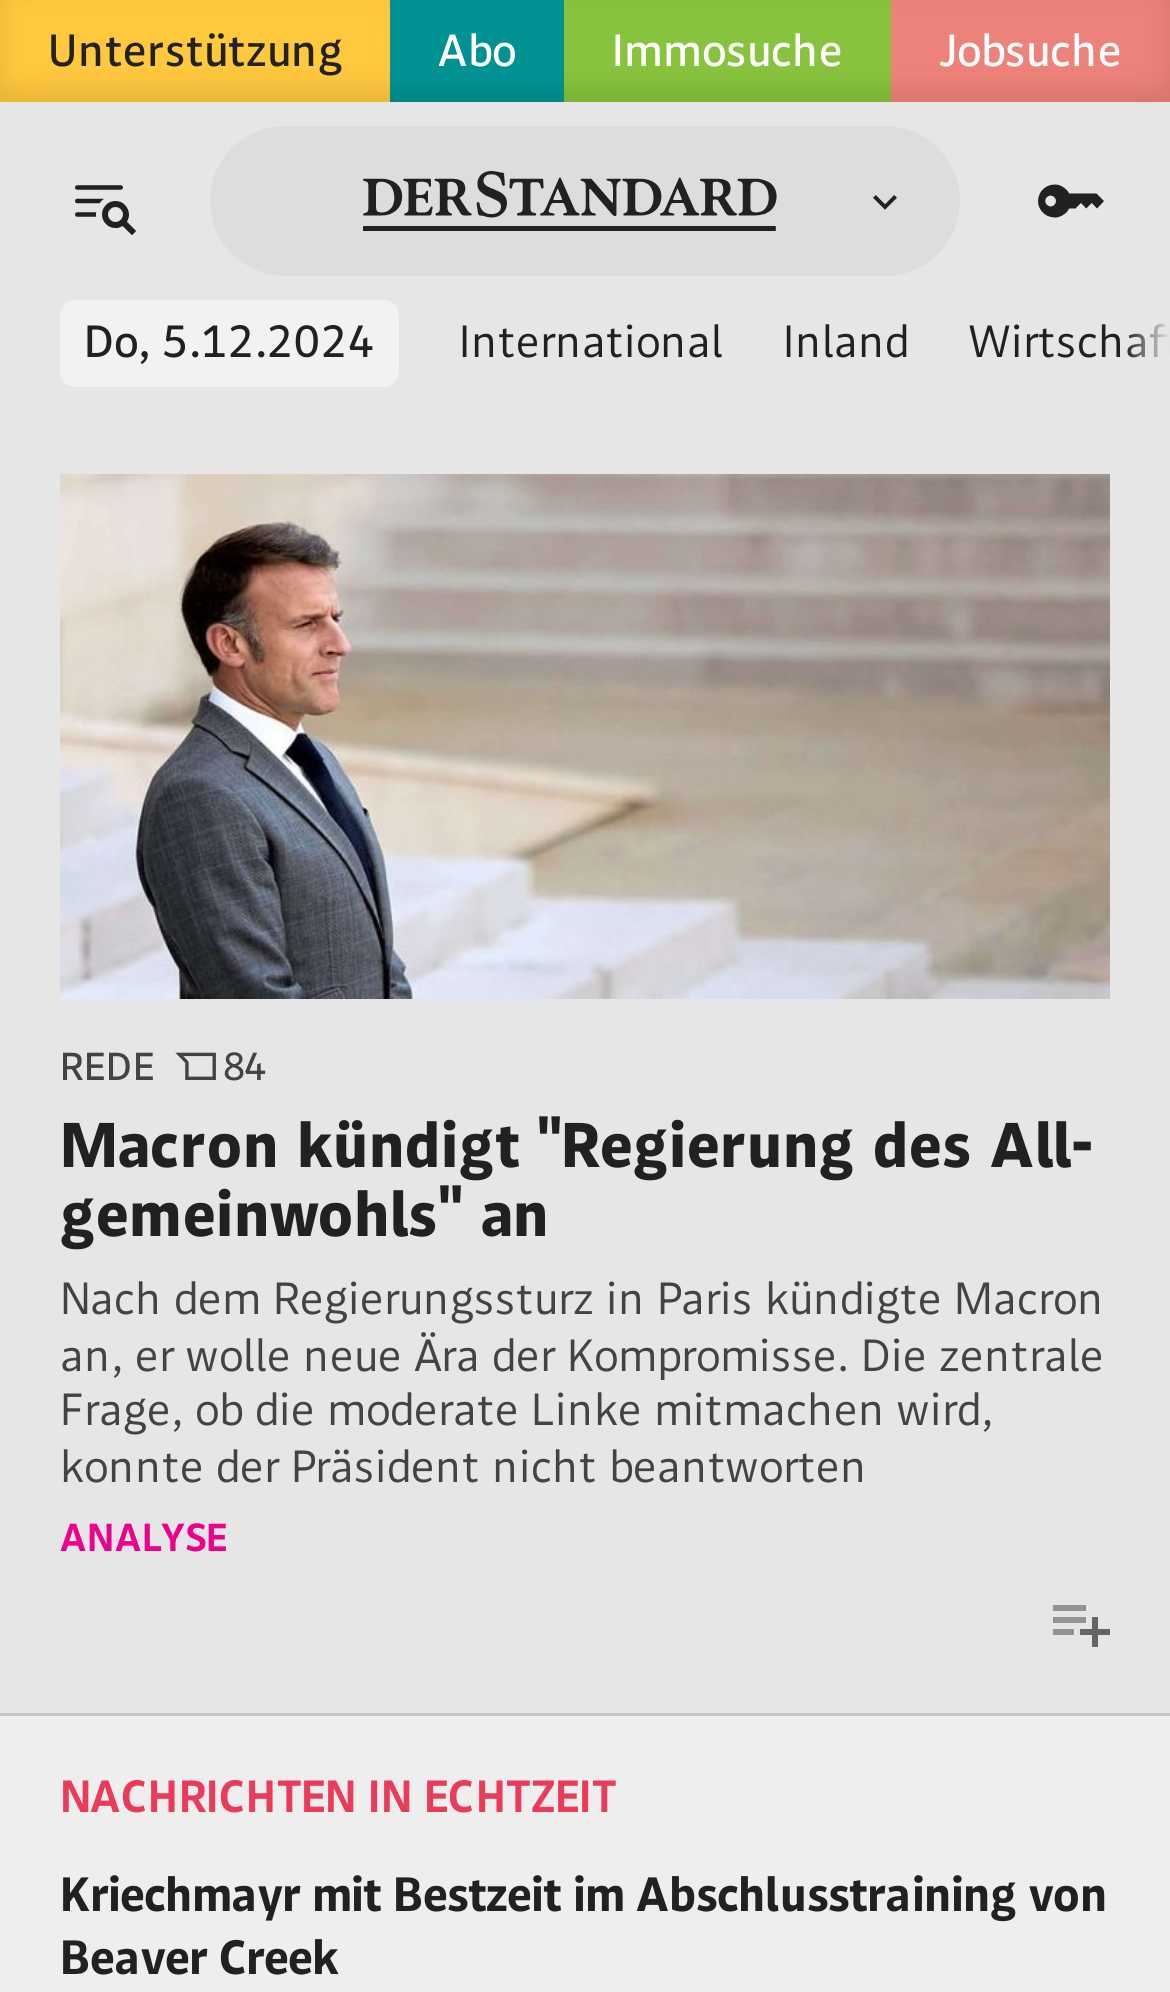 Unterstützung Abo Immosuche Jobsuche
DERSTANDARD
Do, 5.12.2024 International Inland Wirtschaf
REDE 84
Macron kündigt "Regierung des All-
gemeinwohls" an
Nach dem Regierungssturz in Paris kündigte Macron
an, er wolle neue Ära der Kompromisse. Die zentrale
Frage, ob die moderate Linke mitmachen wird,
konnte der Präsident nicht beantworten
ANALYSE
NACHRICHTEN IN ECHTZEIT
Kriechmayr mit Bestzeit im Abschlusstraining von
Beaver Creek